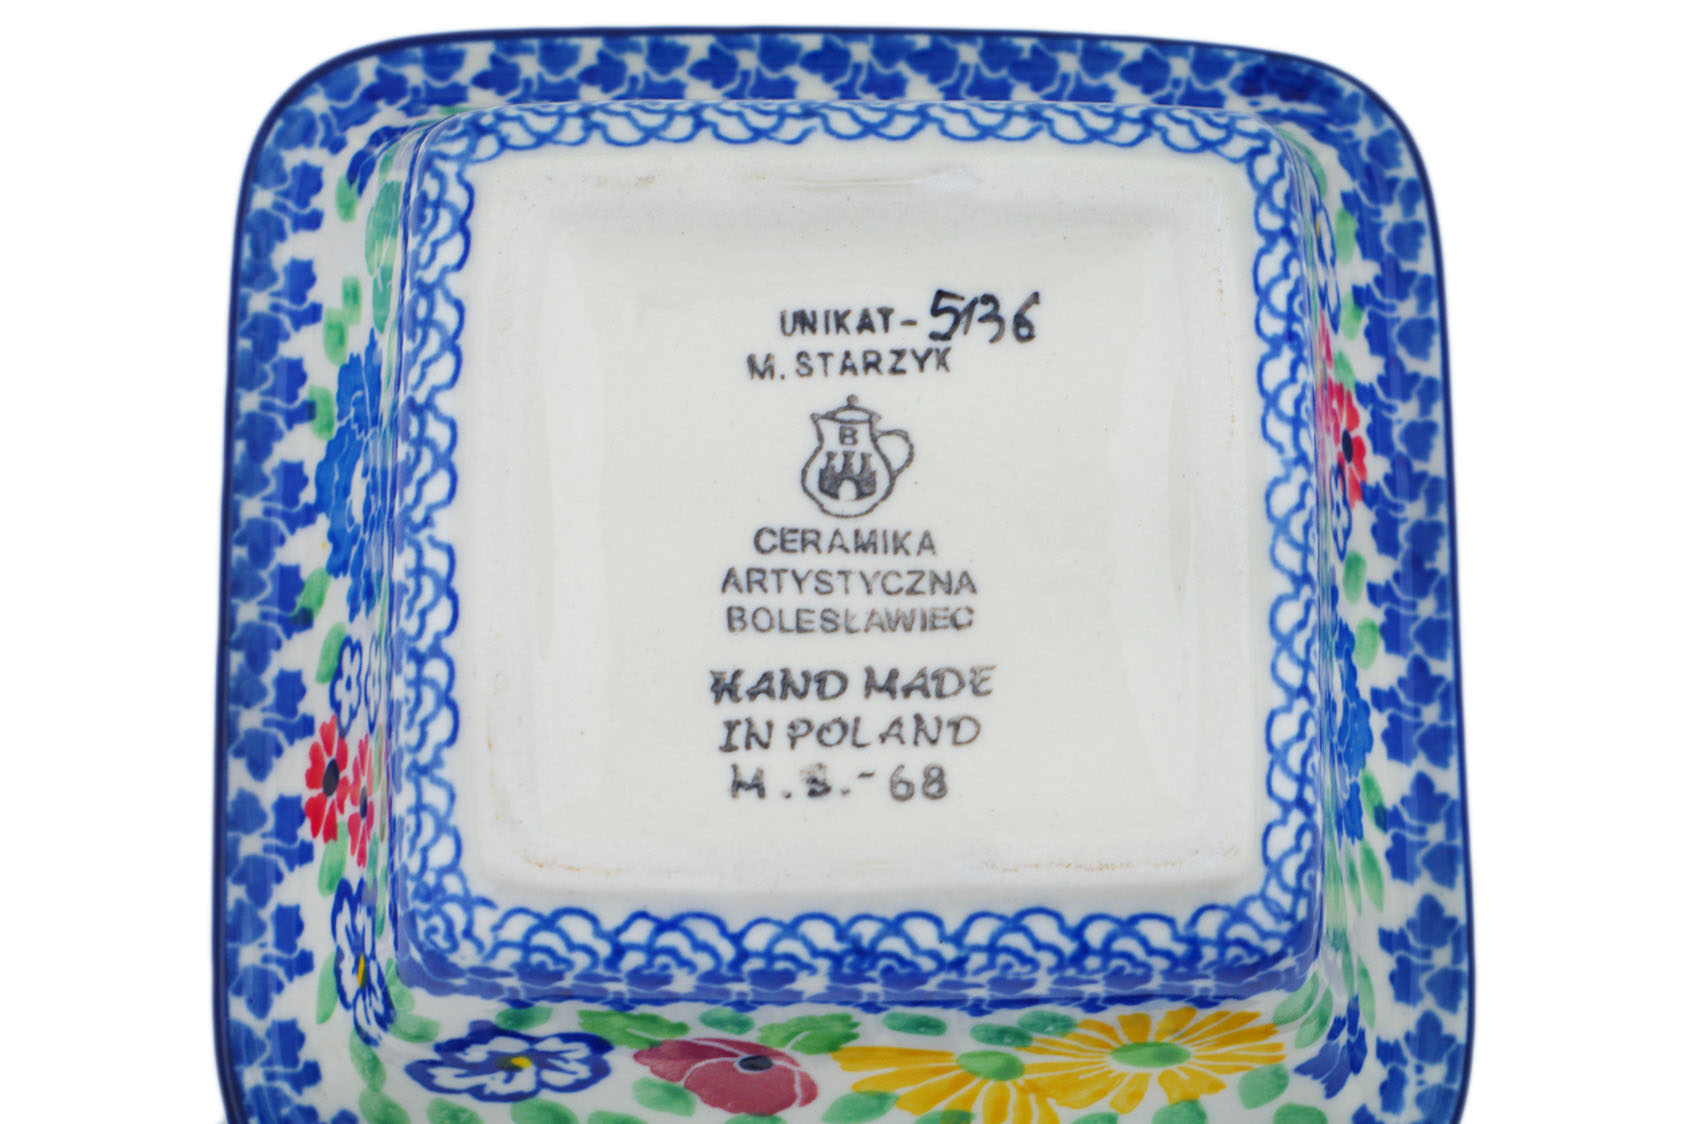 UNIKAT-5136
M. STARZYK
B
CERAMIKA
ARTYSTYCZNA
BOLESŁAWIEC
HAND MADE
IN POLAND
-68